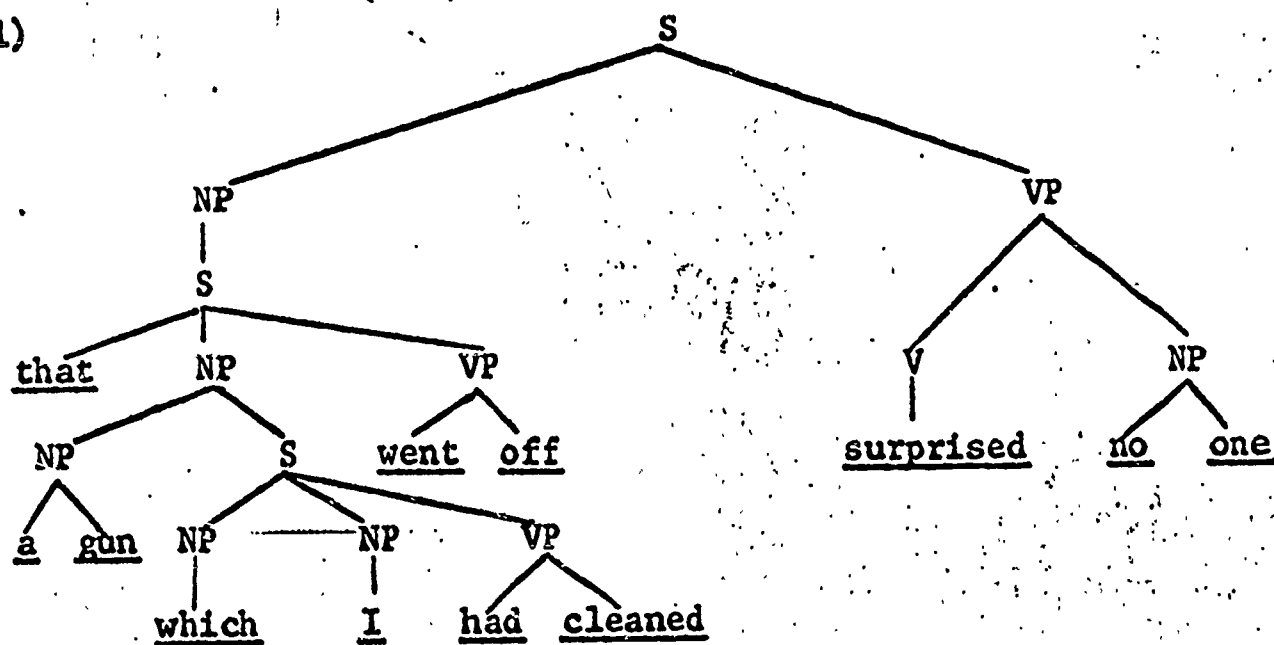 1) S
NP VP
S
that NP VP V NP
NP S went off surprised no one
a gun NP NP VP
which I had cleaned